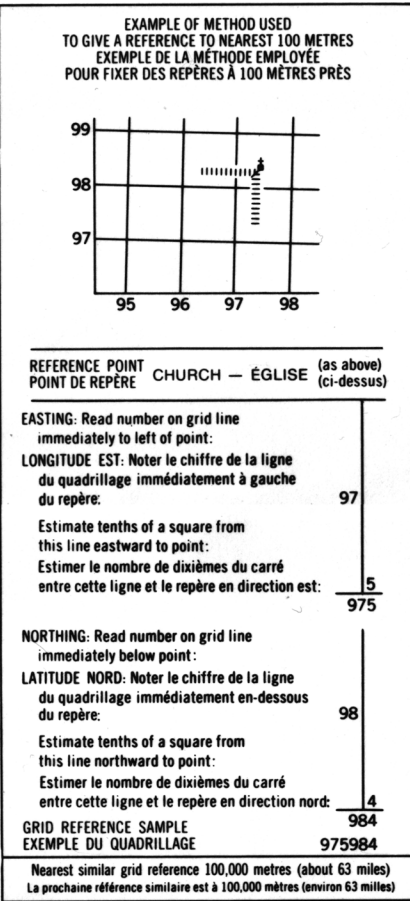 EXAMPLE OF METHOD USED
TO GIVE A REFERENCE TO NEAREST 100 METRES
EXEMPLE DE LA MÉTHODE EMPLOYÉE
POUR FIXER DES REPÈRES À 100 MÈTRES PRÈS
99
98
97
95 96 97 98
REFERENCE POINT
POINT DE REPÈRE
CHURCH — ÉGLISE
(as above)
(ci-dessus)
EASTING: Read number on grid line
immediately to left of point:
LONGITUDE EST: Noter le chiffre de la ligne
du quadrillage immédiatement à gauche
du repère: 97
Estimate tenths of a square from
this line eastward to point:
Estimer le nombre de dixièmes du carré
entre cette ligne et le repère en direction est: 5
975
NORTHING: Read number on grid line
immediately below point:
LATITUDE NORD: Noter le chiffre de la ligne
du quadrillage immédiatement en-dessous
du repère: 98
Estimate tenths of a square from
this line northward to point:
Estimer le nombre de dixièmes du carré
entre cette ligne et le repère en direction nord: 4
984
GRID REFERENCE SAMPLE
EXEMPLE DU QUADRILLAGE 975984
Nearest similar grid reference 100,000 metres (about 63 miles)
La prochaine référence similaire est à 100,000 mètres (environ 63 milles)